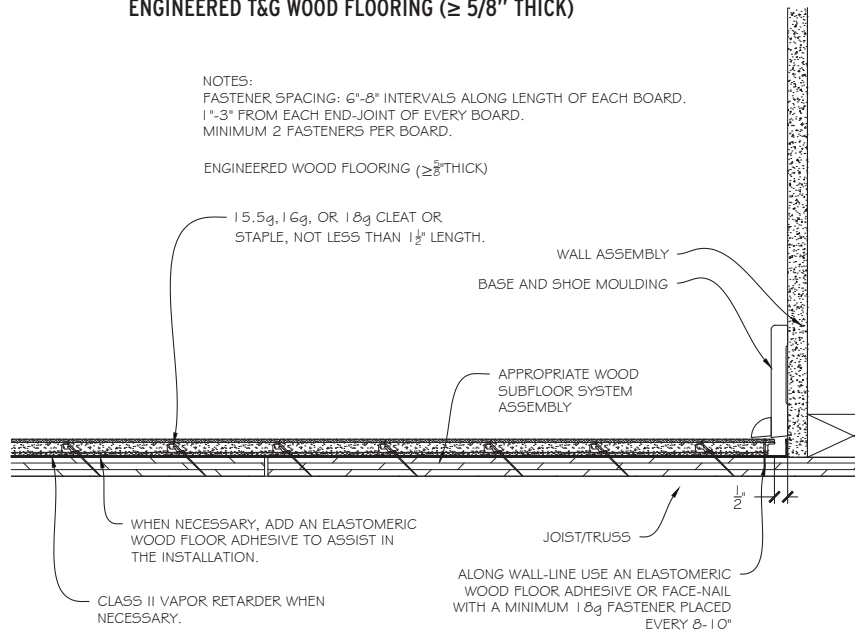 ENGINEERED T&G WOOD FLOORING (≥ 5/8" THICK)
NOTES:
FASTENER SPACING: 6"-8" INTERVALS ALONG LENGTH OF EACH BOARD.
1"-3" FROM EACH END-JOINT OF EVERY BOARD.
MINIMUM 2 FASTENERS PER BOARD.
ENGINEERED WOOD FLOORING (≥5/8"THICK)
15.5g, 16g, OR 18g CLEAT OR
STAPLE, NOT LESS THAN 1 1/2" LENGTH.
WALL ASSEMBLY
BASE AND SHOE MOULDING
APPROPRIATE WOOD
SUBFLOOR SYSTEM
ASSEMBLY
1/2"
WHEN NECESSARY, ADD AN ELASTOMERIC
WOOD FLOOR ADHESIVE TO ASSIST IN
THE INSTALLATION.
JOIST/TRUSS
CLASS II VAPOR RETARDER WHEN
NECESSARY.
ALONG WALL-LINE USE AN ELASTOMERIC
WOOD FLOOR ADHESIVE OR FACE-NAIL
WITH A MINIMUM 18g FASTENER PLACED
EVERY 8-10"